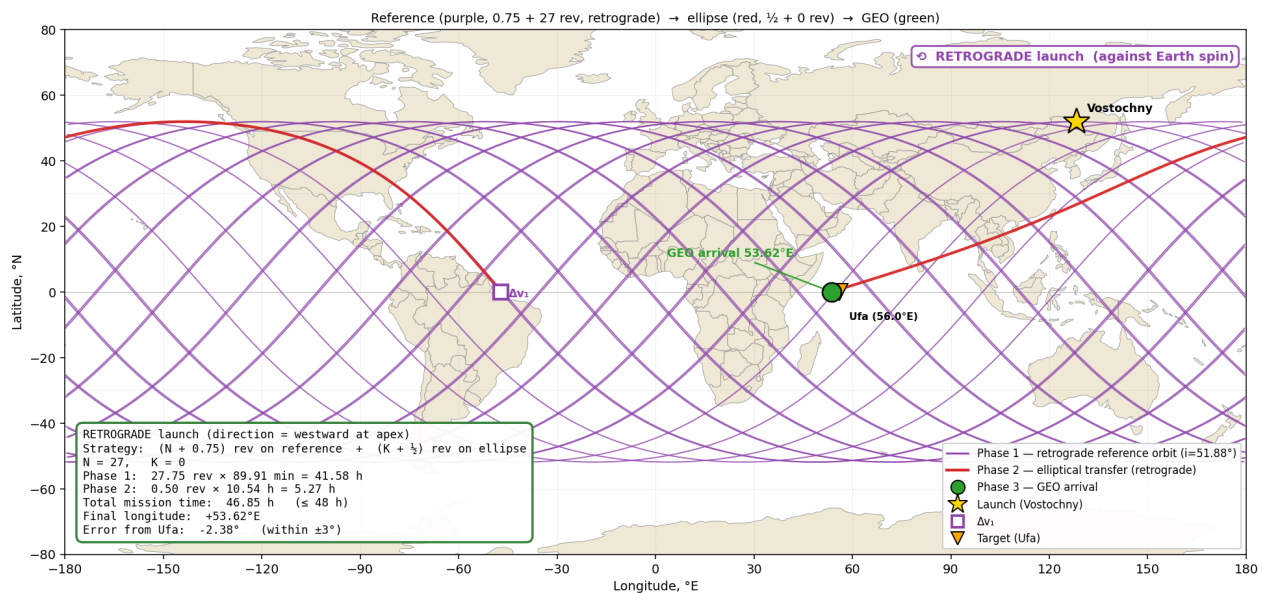 Reference (purple, 0.75 + 27 rev, retrograde) → ellipse (red, ½ + 0 rev) → GEO (green)
⟲ RETROGRADE launch (against Earth spin)
Vostochny
GEO arrival 53.62°E
Δv₁
Ufa (56.0°E)
RETROGRADE launch (direction = westward at apex)
Strategy: (N + 0.75) rev on reference + (K + ½) rev on ellipse
N = 27, K = 0
Phase 1: 27.75 rev × 89.91 min = 41.58 h
Phase 2: 0.50 rev × 10.54 h = 5.27 h
Total mission time: 46.85 h (≤ 48 h)
Final longitude: +53.62°E
Error from Ufa: -2.38° (within ±3°)
Phase 1 — retrograde reference orbit (i=51.88°)
Phase 2 — elliptical transfer (retrograde)
Phase 3 — GEO arrival
Launch (Vostochny)
Δv₁
Target (Ufa)
Latitude, °N
80
60
40
20
0
−20
−40
−60
−80
−180
−150
−120
−90
−60
−30
0
30
60
90
120
150
180
Longitude, °E